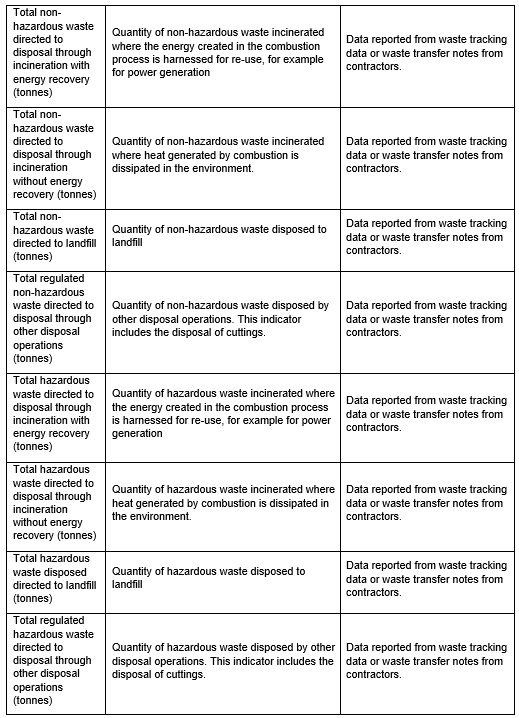 Total non-
hazardous waste
directed to
disposal through
incineration with
energy recovery
(tonnes)
Quantity of non-hazardous waste incinerated
where the energy created in the combustion
process is harnessed for re-use, for example
for power generation
Data reported from waste tracking
data or waste transfer notes from
contractors.
Total non-
hazardous waste
directed to
disposal through
incineration
without energy
recovery (tonnes)
Quantity of non-hazardous waste incinerated
where heat generated by combustion is
dissipated in the environment.
Data reported from waste tracking
data or waste transfer notes from
contractors.
Total non-
hazardous waste
directed to landfill
(tonnes)
Quantity of non-hazardous waste disposed to
landfill
Data reported from waste tracking
data or waste transfer notes from
contractors.
Total regulated
non-hazardous
waste directed to
disposal through
other disposal
operations
(tonnes)
Quantity of non-hazardous waste disposed by
other disposal operations. This indicator
includes the disposal of cuttings.
Data reported from waste tracking
data or waste transfer notes from
contractors.
Total hazardous
waste directed to
disposal through
incineration with
energy recovery
(tonnes)
Quantity of hazardous waste incinerated where
the energy created in the combustion process
is harnessed for re-use, for example for power
generation
Data reported from waste tracking
data or waste transfer notes from
contractors.
Total hazardous
waste directed to
disposal through
incineration
without energy
recovery (tonnes)
Quantity of hazardous waste incinerated where
heat generated by combustion is dissipated in
the environment.
Data reported from waste tracking
data or waste transfer notes from
contractors.
Total hazardous
waste disposed
directed to landfill
(tonnes)
Quantity of hazardous waste disposed to
landfill
Data reported from waste tracking
data or waste transfer notes from
contractors.
Total regulated
hazardous waste
directed to
disposal through
other disposal
operations
(tonnes)
Quantity of hazardous waste disposed by other
disposal operations. This indicator includes the
disposal of cuttings.
Data reported from waste tracking
data or waste transfer notes from
contractors.